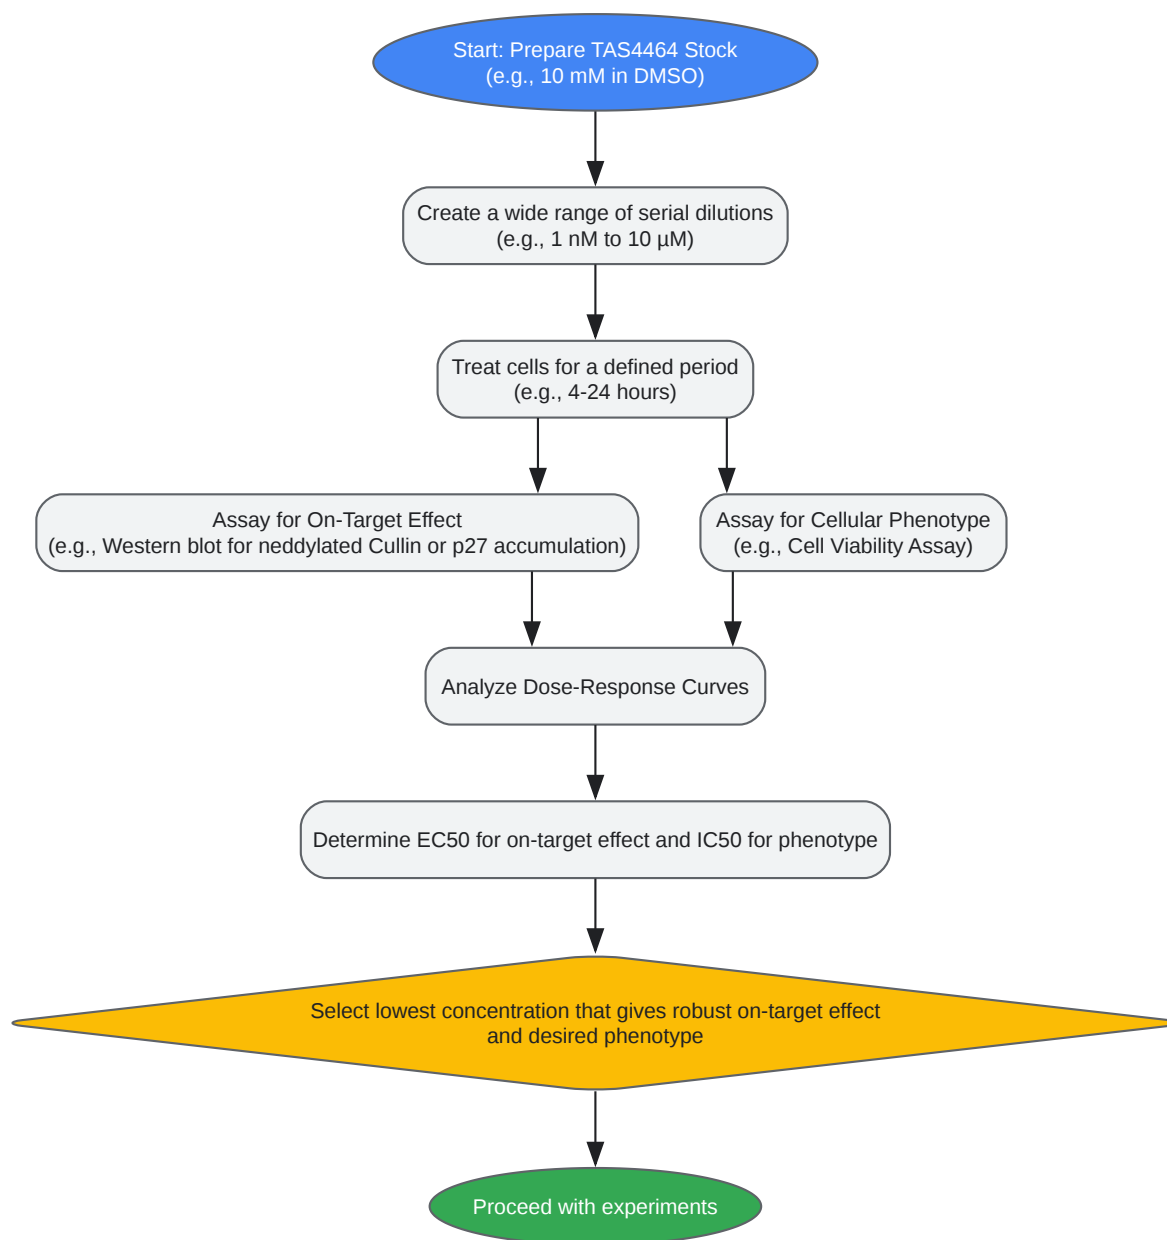 Start: Prepare TAS4464 Stock
(e.g., 10 mM in DMSO)
Create a wide range of serial dilutions
(e.g., 1 nM to 10 µM)
Treat cells for a defined period
(e.g., 4-24 hours)
Assay for On-Target Effect
(e.g., Western blot for neddylated Cullin or p27 accumulation)
Assay for Cellular Phenotype
(e.g., Cell Viability Assay)
Analyze Dose-Response Curves
Determine EC50 for on-target effect and IC50 for phenotype
Select lowest concentration that gives robust on-target effect
and desired phenotype
Proceed with experiments